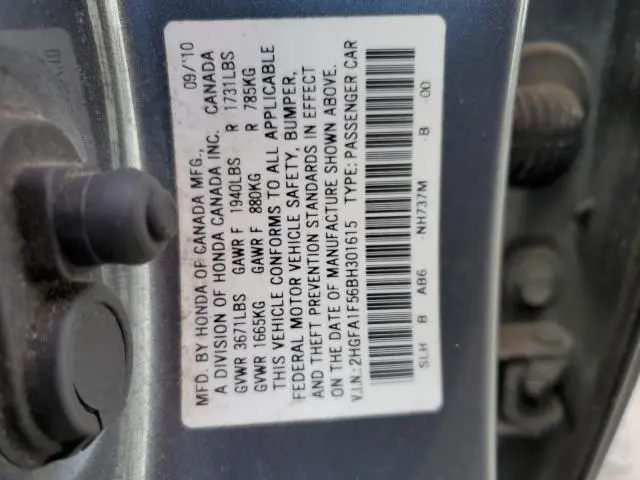 MFD. BY HONDA OF CANADA MFG., 09/'10
A DIVISION OF HONDA CANADA INC. CANADA
GVWR 3671LBS GAWR F 1940LBS R 1731LBS
GVWR 1665KG GAWR F 880KG R 785KG
THIS VEHICLE CONFORMS TO ALL APPLICABLE
FEDERAL MOTOR VEHICLE SAFETY, BUMPER,
AND THEFT PREVENTION STANDARDS IN EFFECT
ON THE DATE OF MANUFACTURE SHOWN ABOVE.
V.I.N.:2HGFA1F56BH301615 TYPE: PASSENGER CAR
SLH B AB6 NH737M B 00